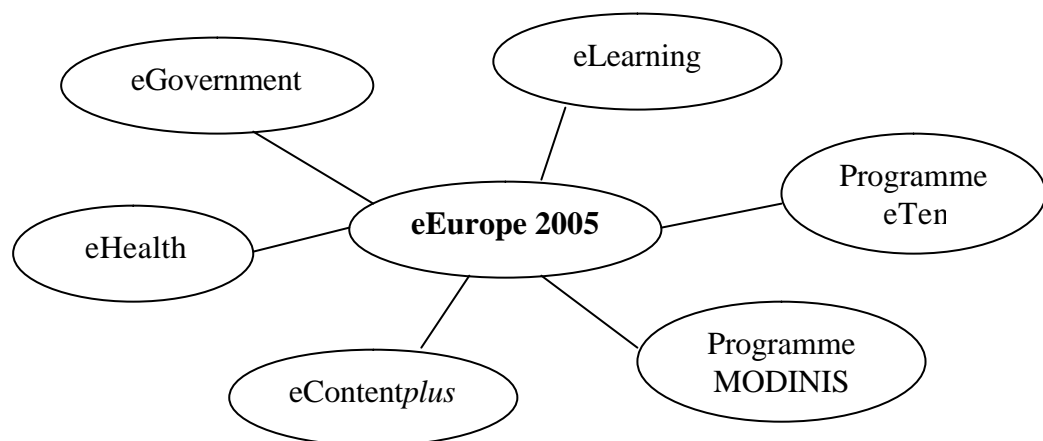 eGovernment
eLearning
Programme
eTen
eEurope 2005
eHealth
Programme
MODINIS
eContentplus